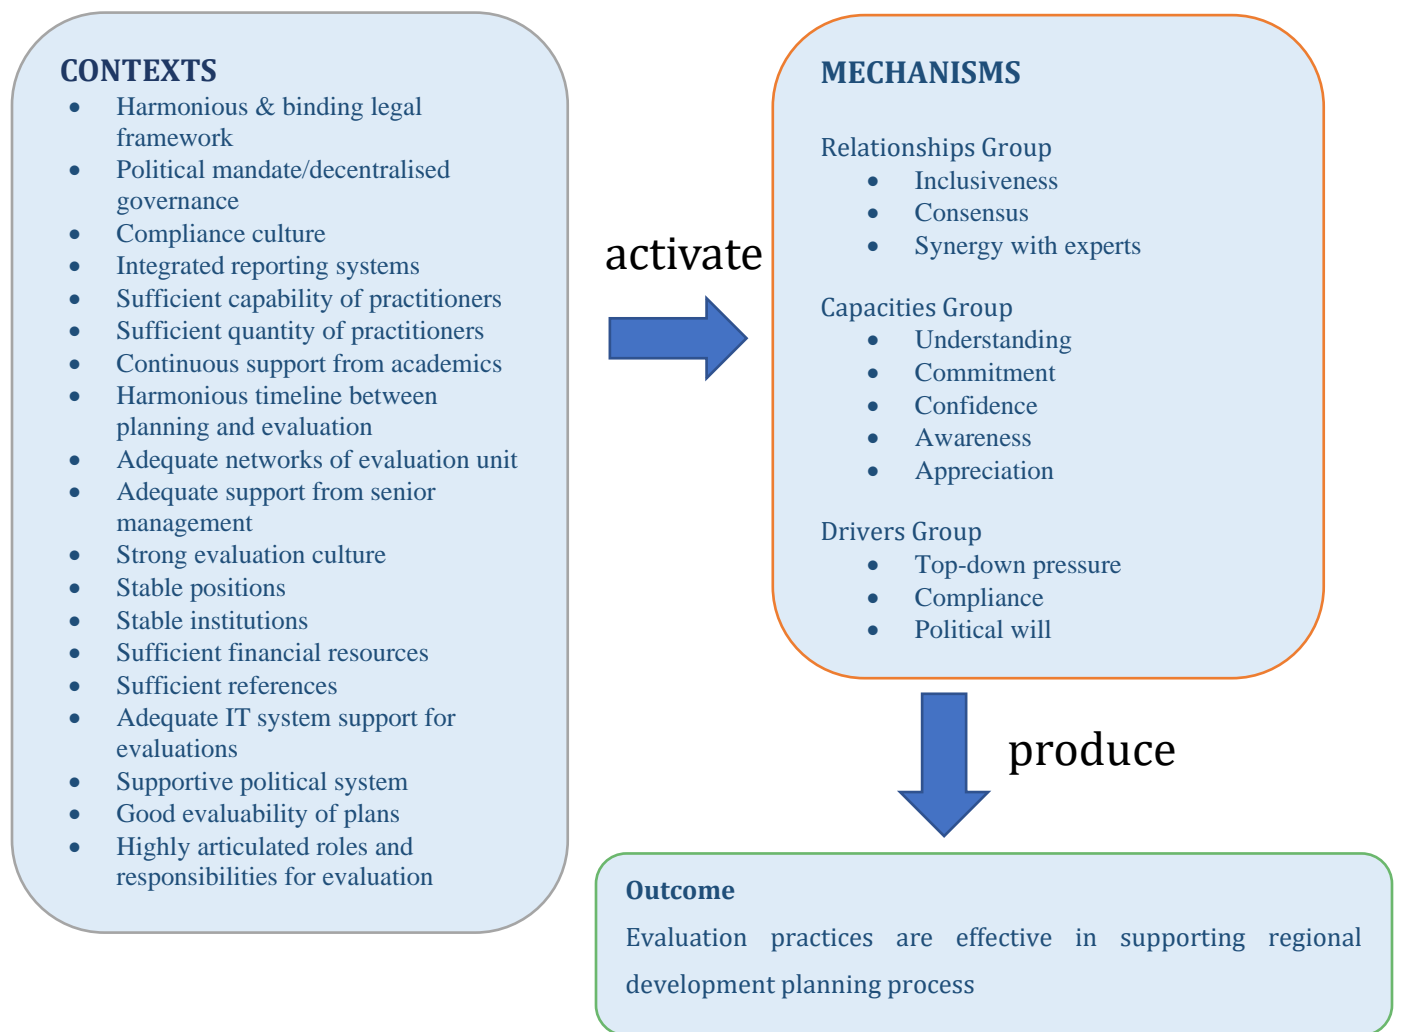 CONTEXTS
• Harmonious & binding legal
framework
• Political mandate/decentralised
governance
• Compliance culture
• Integrated reporting systems
• Sufficient capability of practitioners
• Sufficient quantity of practitioners
• Continuous support from academics
• Harmonious timeline between
planning and evaluation
• Adequate networks of evaluation unit
• Adequate support from senior
management
• Strong evaluation culture
• Stable positions
• Stable institutions
• Sufficient financial resources
• Sufficient references
• Adequate IT system support for
evaluations
• Supportive political system
• Good evaluability of plans
• Highly articulated roles and
responsibilities for evaluation
activate
MECHANISMS
Relationships Group
• Inclusiveness
• Consensus
• Synergy with experts
Capacities Group
• Understanding
• Commitment
• Confidence
• Awareness
• Appreciation
Drivers Group
• Top-down pressure
• Compliance
• Political will
produce
Outcome
Evaluation practices are effective in supporting regional
development planning process